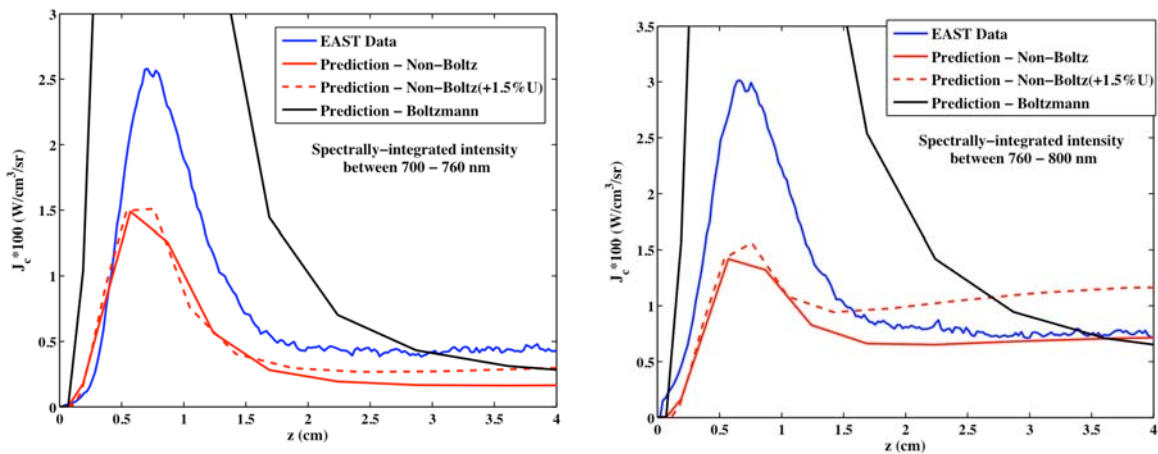 3
2.5
2
1.5
1
0.5
0
J_c*100 (W/cm^3/sr)
EAST Data
Prediction - Non-Boltz
Prediction - Non-Boltz(+1.5%U)
Prediction - Boltzmann
Spectrally-integrated intensity
between 700 - 760 nm
0 0.5 1 1.5 2 2.5 3 3.5 4
z (cm)
3.5
3
2.5
2
1.5
1
0.5
0
J_c*100 (W/cm^3/sr)
EAST Data
Prediction - Non-Boltz
Prediction - Non-Boltz(+1.5%U)
Prediction - Boltzmann
Spectrally-integrated intensity
between 760 - 800 nm
0 0.5 1 1.5 2 2.5 3 3.5 4
z (cm)